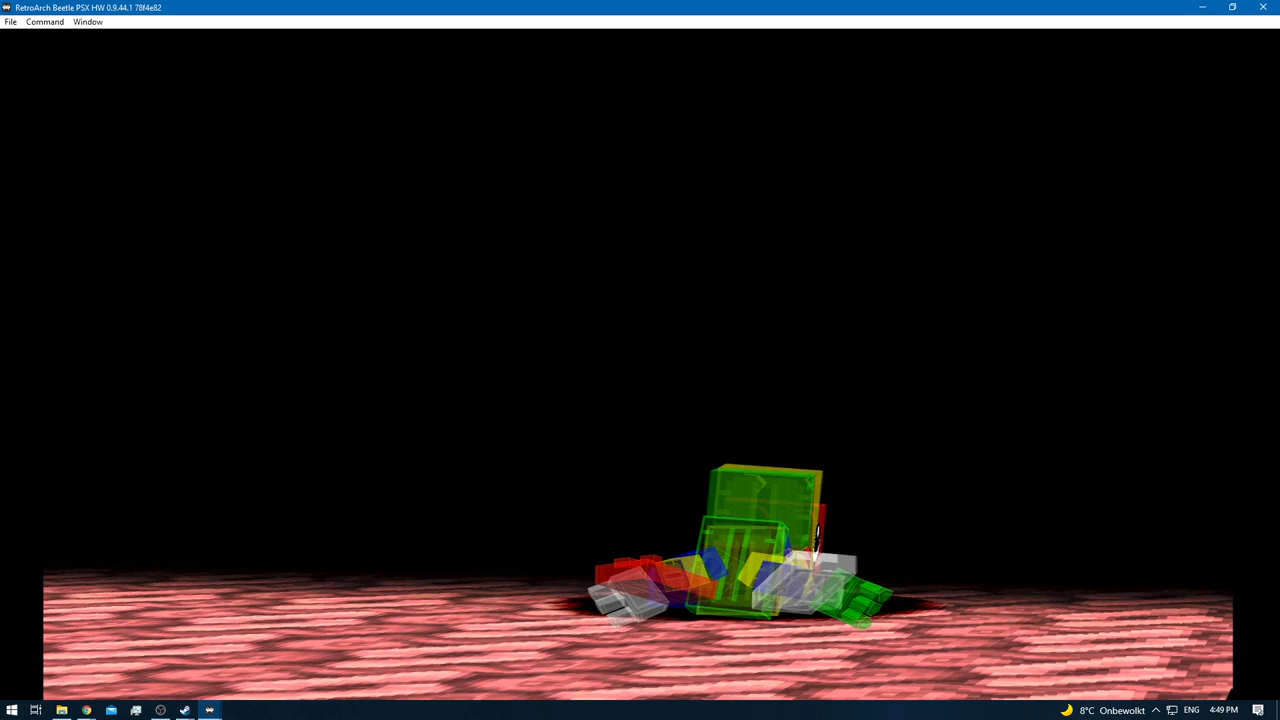 RetroArch Beetle PSX HW 0.9.44.1 78f4e82
File Command Window
8°C Onbewolkt ENG 4:49 PM